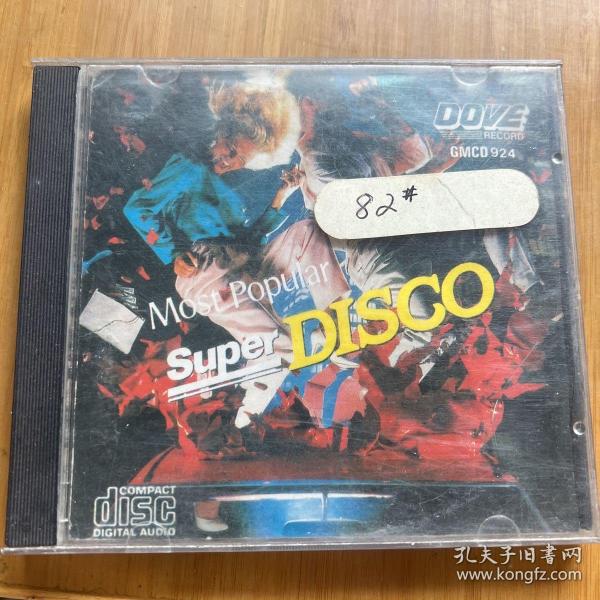 DOVE
RECORD
GMCD 924
82#
Most Popular
Super DISCO
COMPACT
disc
DIGITAL AUDIO
孔夫子旧书网
www.kongfz.com